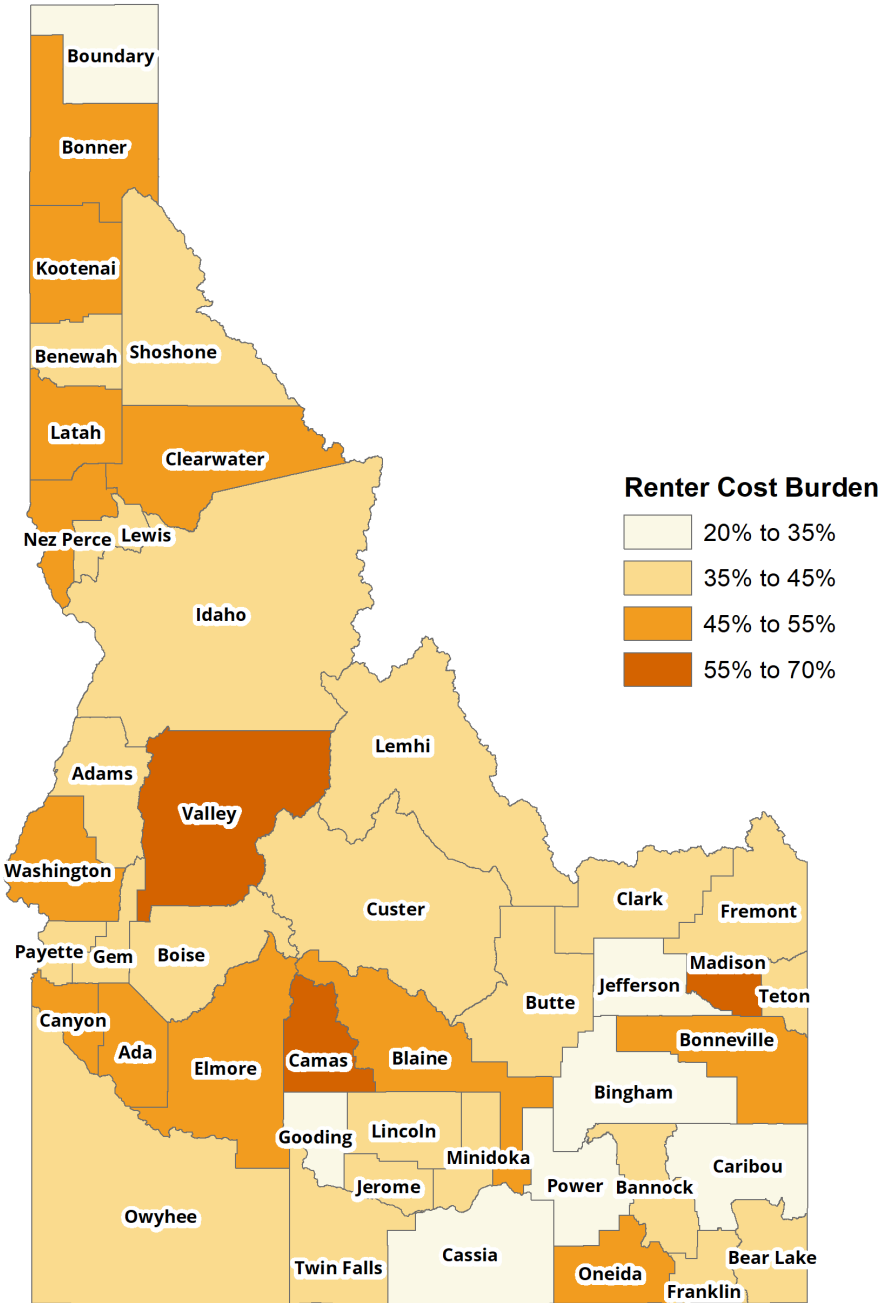 Boundary
Bonner
Kootenai
Benewah
Shoshone
Latah
Clearwater
Nez Perce
Lewis
Idaho
Renter Cost Burden
20% to 35%
35% to 45%
45% to 55%
55% to 70%
Lemhi
Adams
Valley
Washington
Custer
Clark
Fremont
Payette
Gem
Boise
Madison
Jefferson
Teton
Butte
Canyon
Ada
Elmore
Camas
Blaine
Bonneville
Bingham
Gooding
Lincoln
Minidoka
Caribou
Jerome
Power
Bannock
Owyhee
Cassia
Twin Falls
Oneida
Bear Lake
Franklin